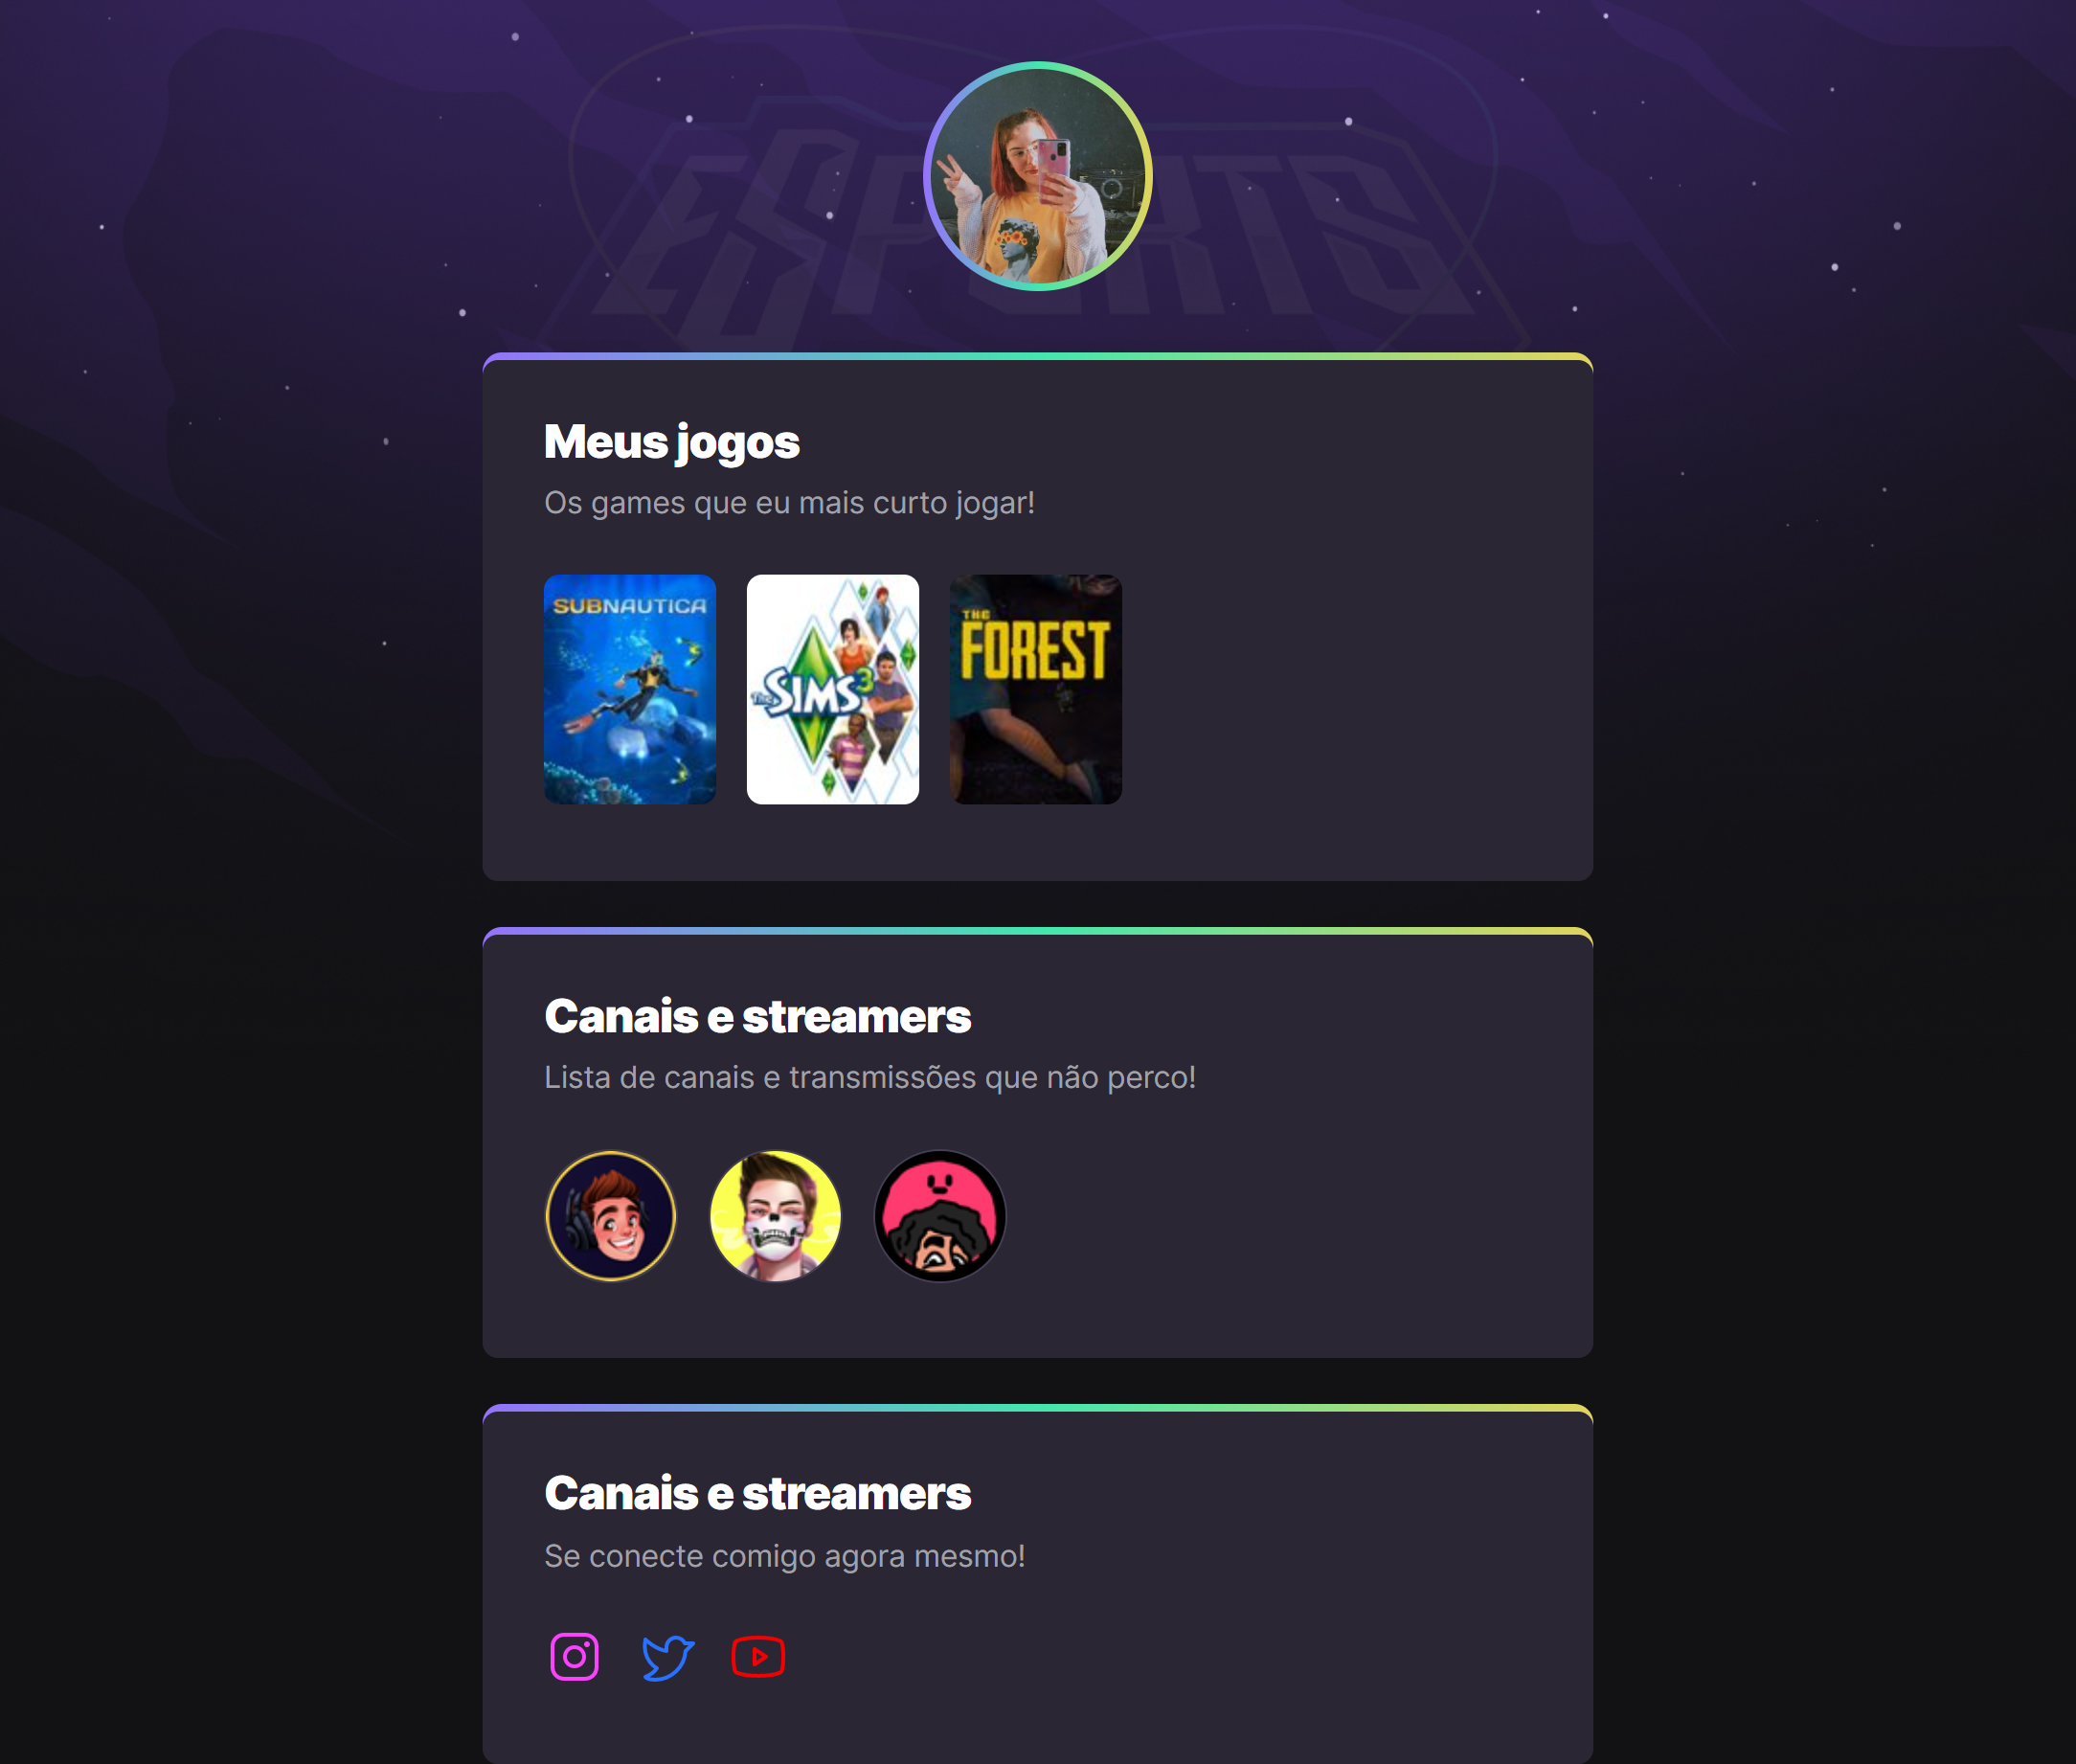 ESPORTS
Meus jogos
Os games que eu mais curto jogar!
SUBNAUTICA
The SIMS 3
THE
FOREST
Canais e streamers
Lista de canais e transmissões que não perco!
Canais e streamers
Se conecte comigo agora mesmo!